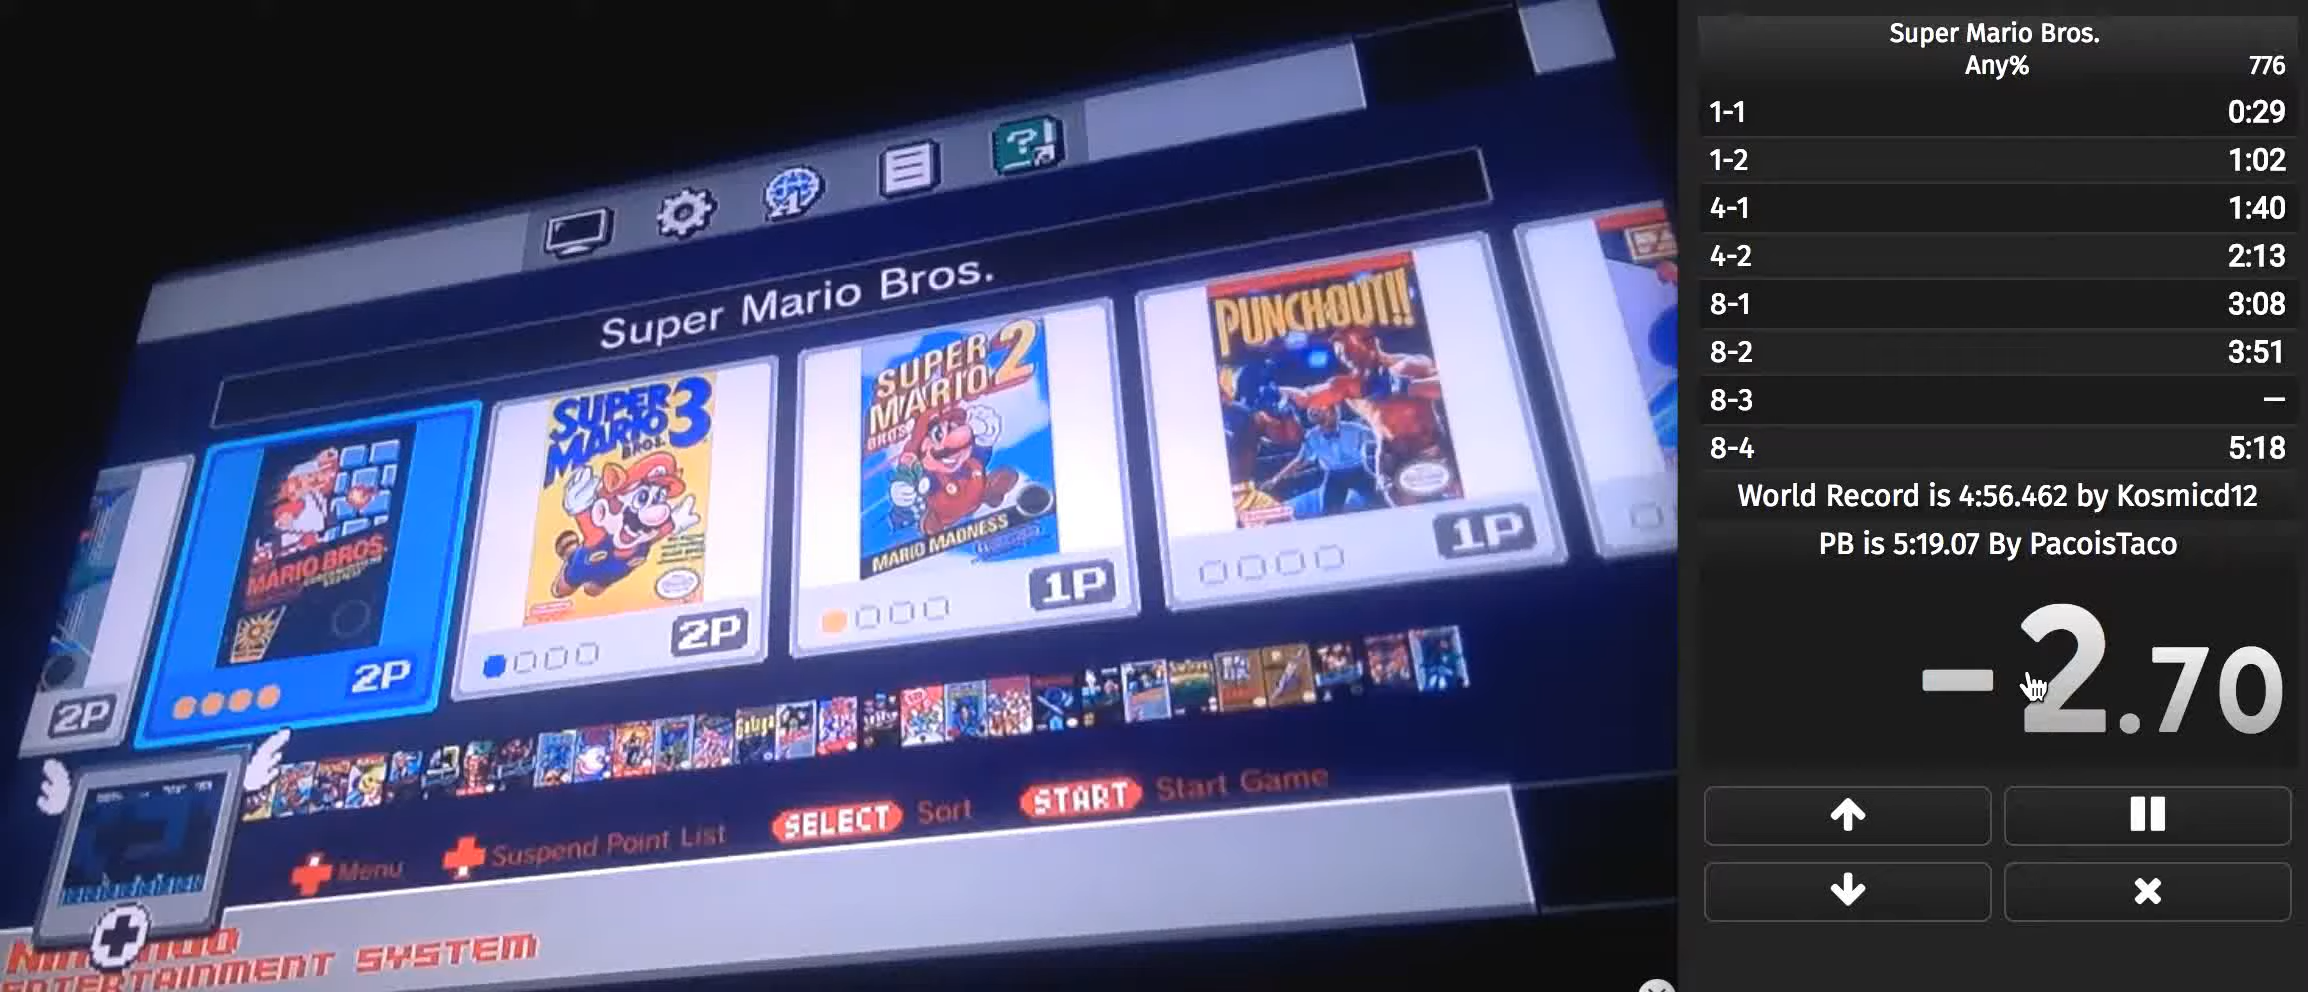 Super Mario Bros.
SUPER
MARIO BROS. 3
SUPER
MARIO BROS. 2
MARIO MADNESS
PUNCH-OUT!!
MARIO BROS.
2P
2P
2P
1P
1P
Galaga
Menu
Suspend Point List
SELECT Sort
START Start Game
NINTENDO
ENTERTAINMENT SYSTEM
Super Mario Bros.
Any% 776
1-1 0:29
1-2 1:02
4-1 1:40
4-2 2:13
8-1 3:08
8-2 3:51
8-3 —
8-4 5:18
World Record is 4:56.462 by Kosmicd12
PB is 5:19.07 By PacoisTaco
-2.70